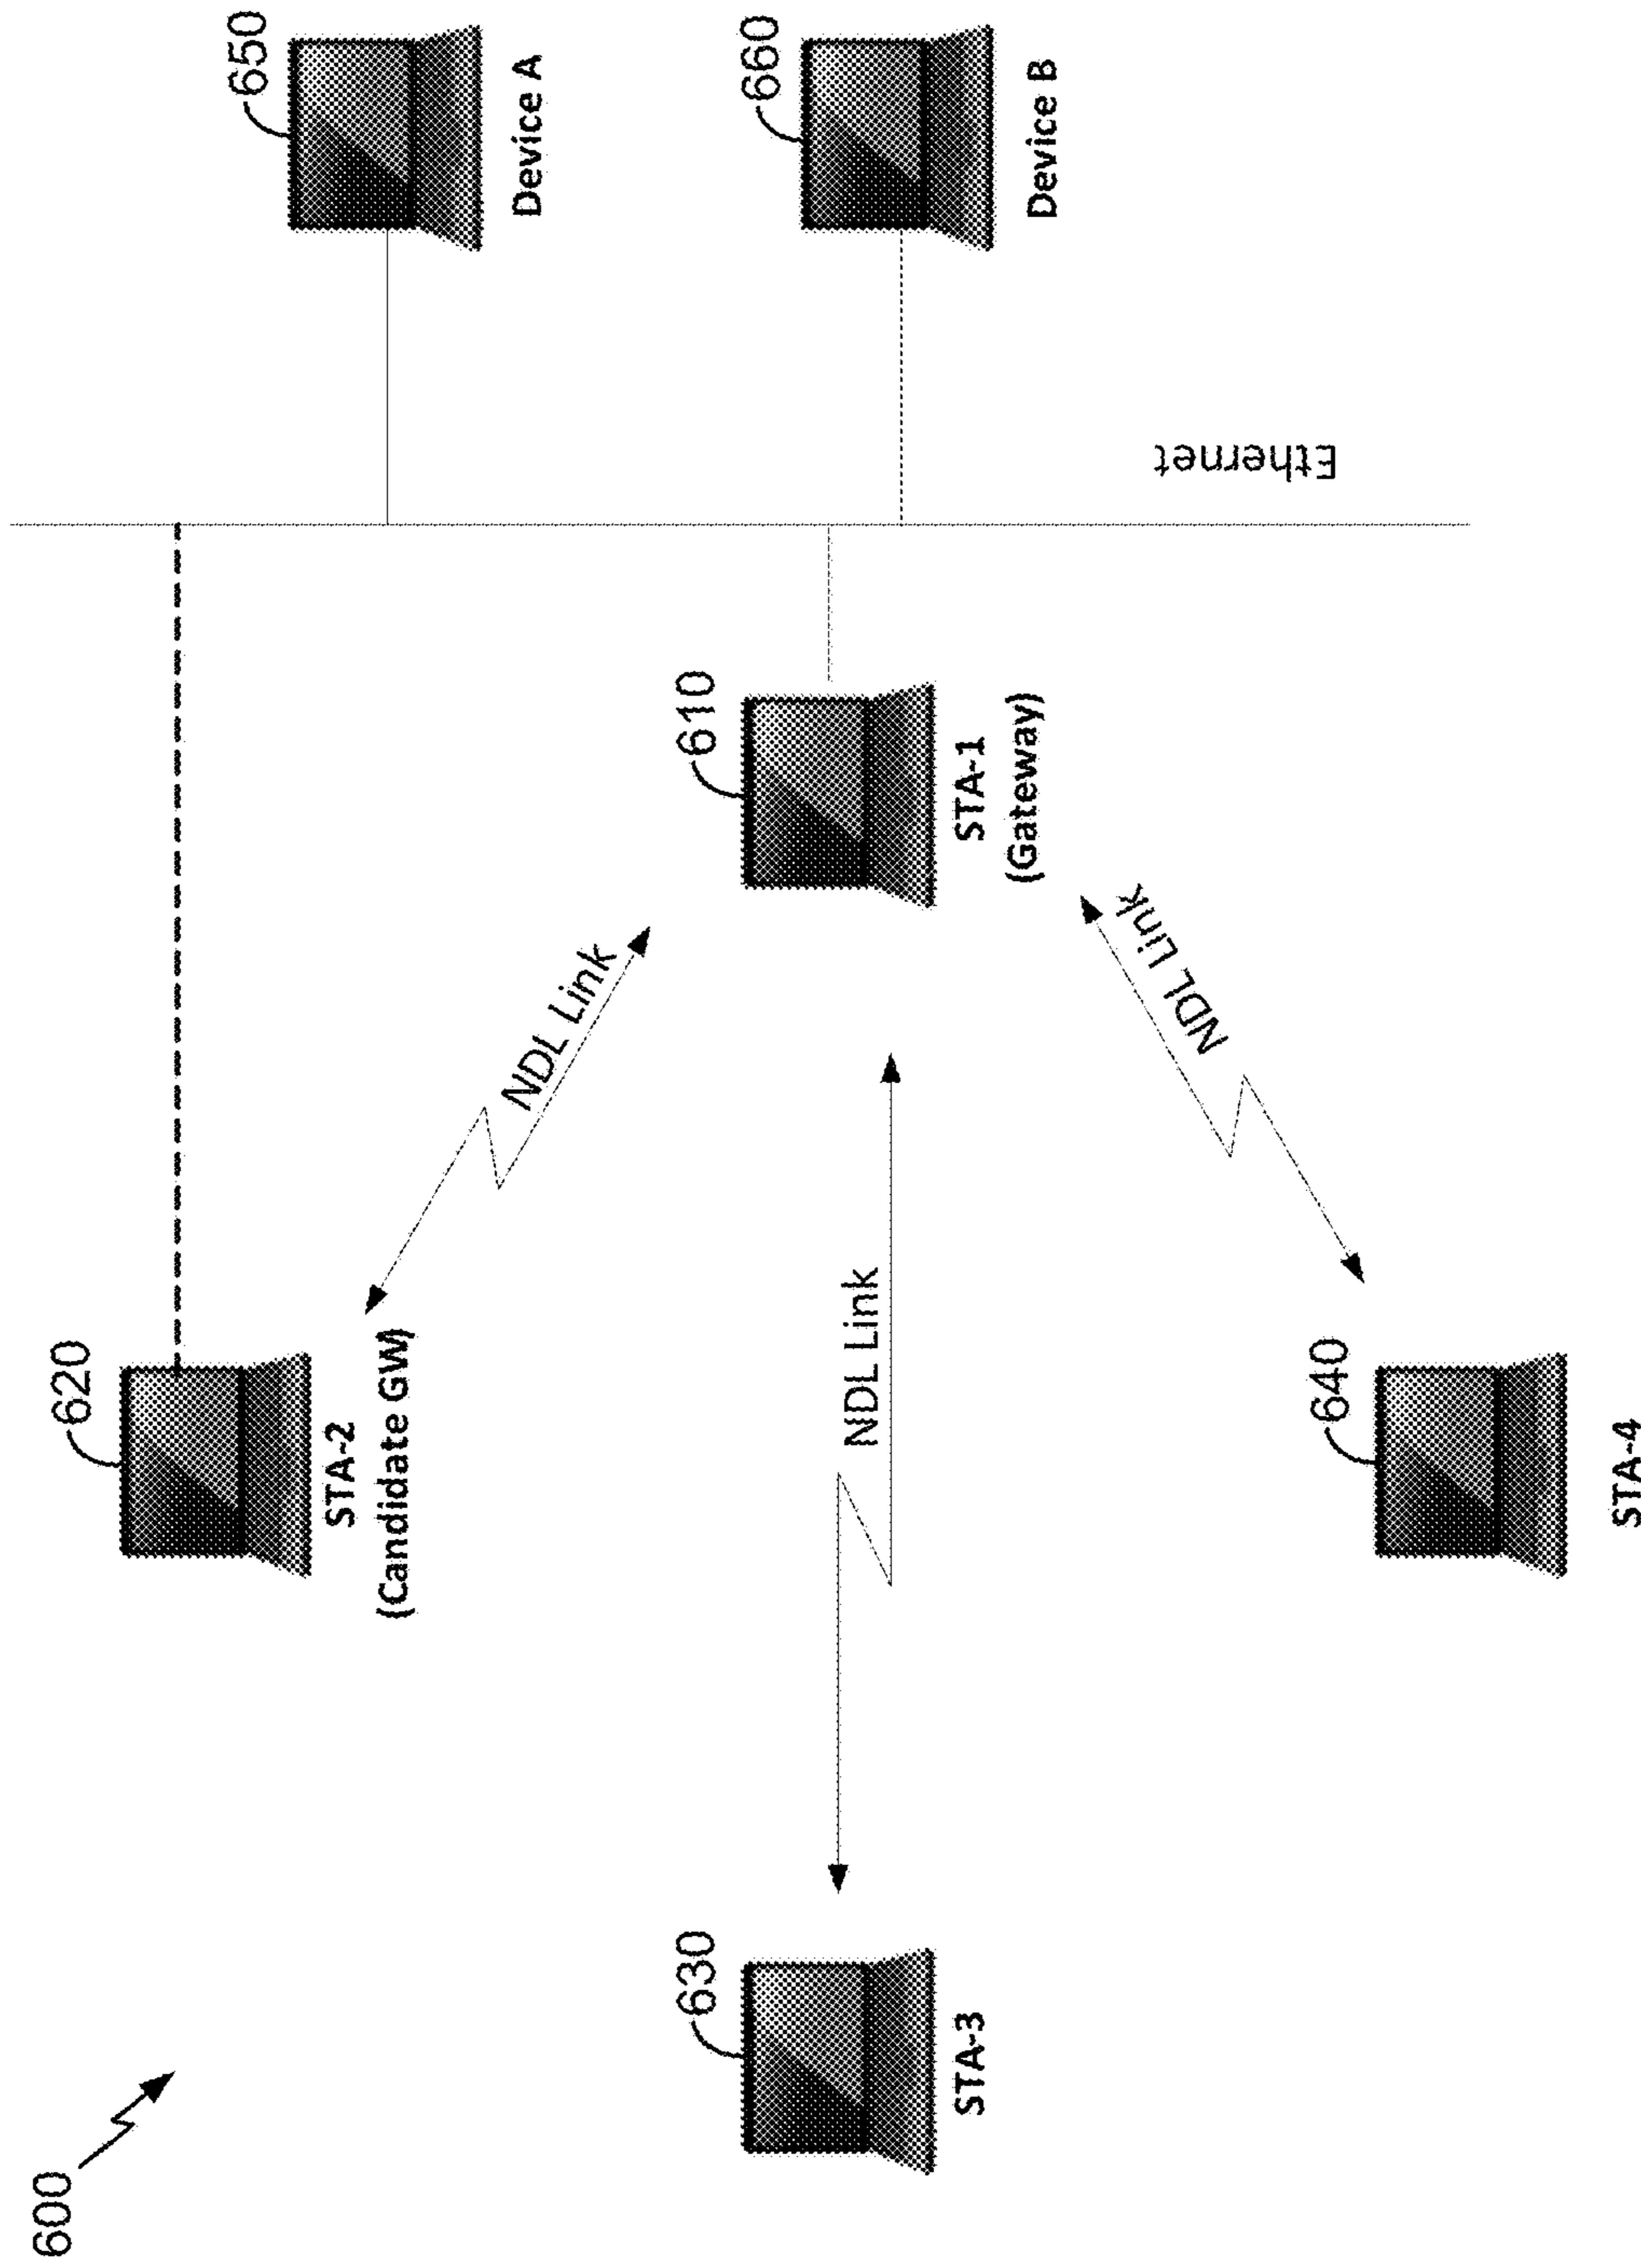 600
620
STA-2
(Candidate GW)
650
Device A
NDL Link
630
STA-3
NDL Link
610
STA-1
(Gateway)
660
Device B
NDL Link
640
STA-4
Ethernet